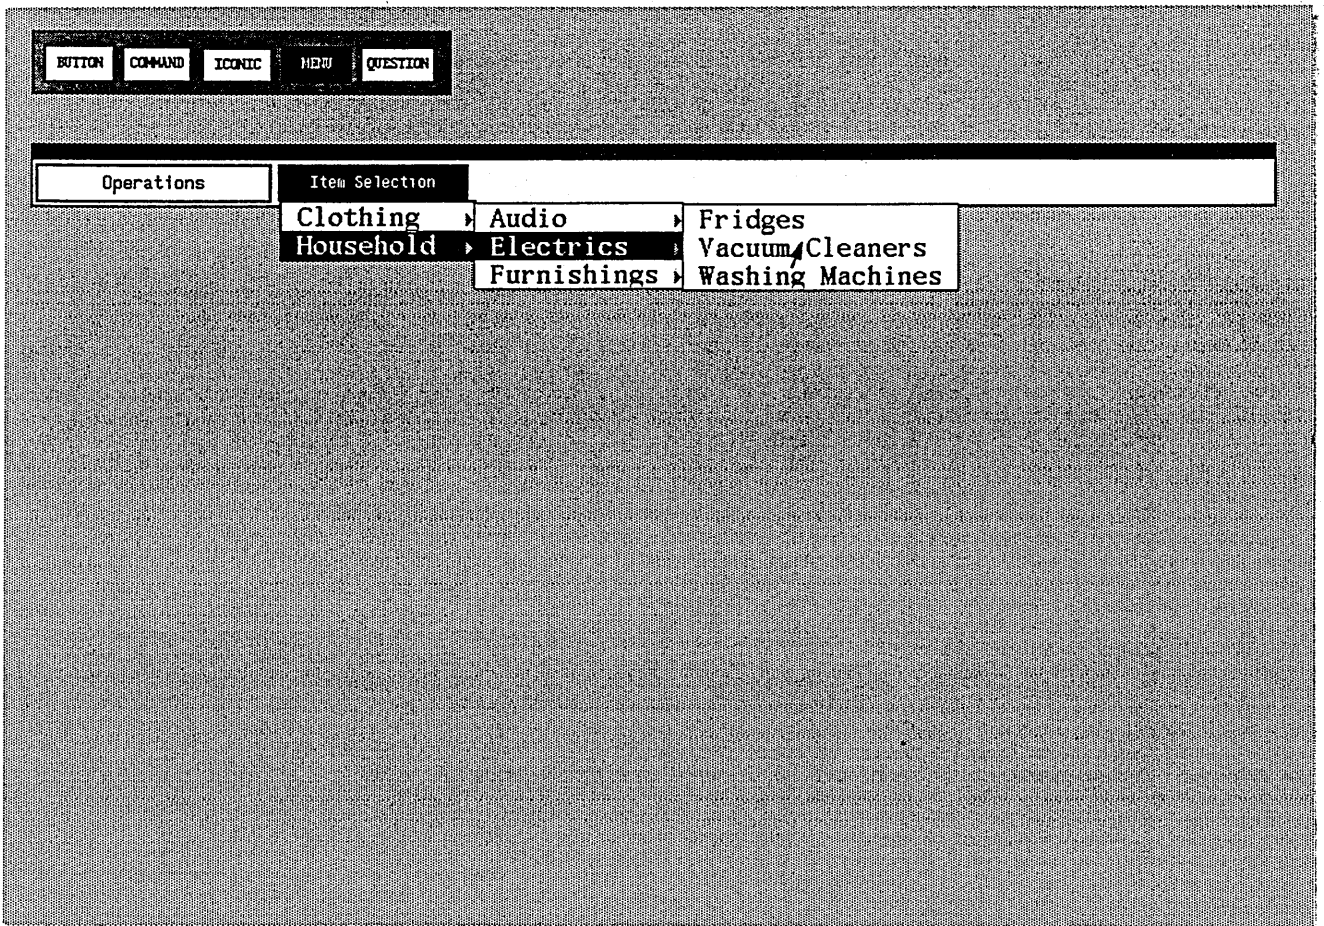 BUTTON COMMAND ICONIC MENU QUESTION
Operations Item Selection
Clothing Audio Fridges
Household Electrics Vacuum Cleaners
Furnishings Washing Machines